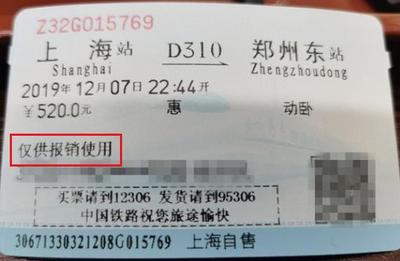 Z32G015769
上海站 D310 郑州东站
Shanghai Zhengzhoudong
2019年12月07日22:44开
￥520.0元 惠 动卧
仅供报销使用
买票请到12306 发货请到95306
中国铁路祝您旅途愉快
30671330321208G015769 上海自售